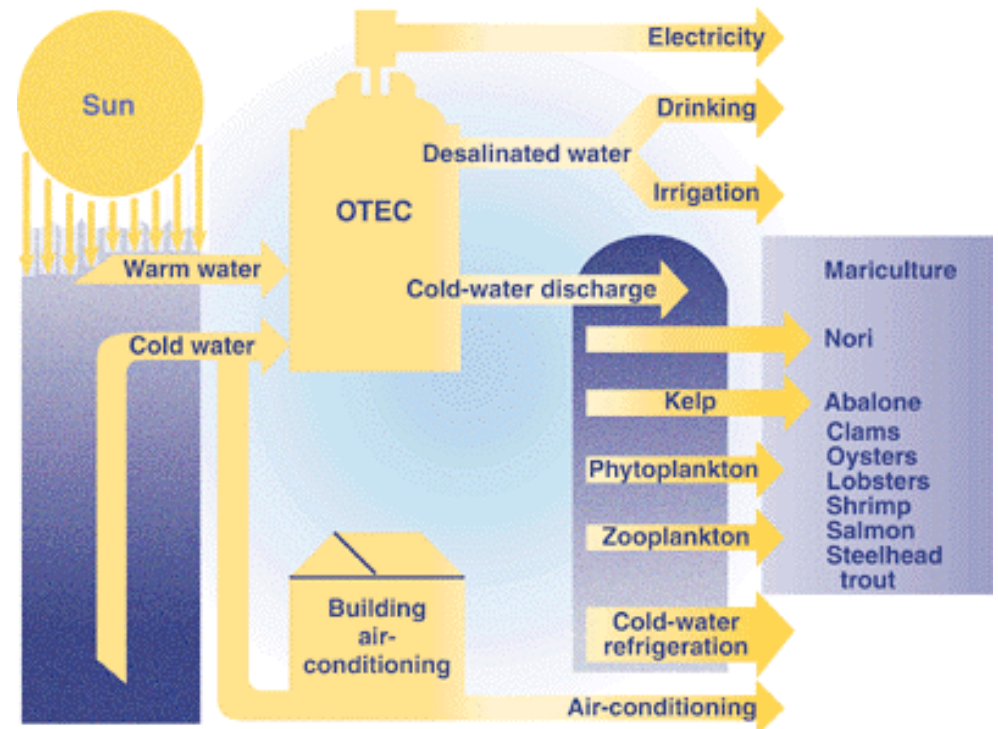 Sun
Warm water
Cold water
OTEC
Building
air-
conditioning
Electricity
Desalinated water
Drinking
Irrigation
Cold-water discharge
Kelp
Phytoplankton
Zooplankton
Cold-water
refrigeration
Air-conditioning
Mariculture
Nori
Abalone
Clams
Oysters
Lobsters
Shrimp
Salmon
Steelhead
trout